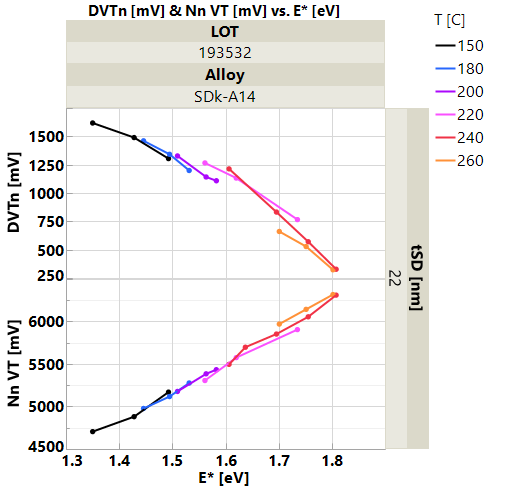 DVTn [mV] & Nn VT [mV] vs. E* [eV]
LOT
193532
Alloy
SDk-A14
T [C]
150
180
200
220
240
260
DVTn [mV]
1500
1250
1000
750
500
250
Nn VT [mV]
6000
5500
5000
4500
1.3 1.4 1.5 1.6 1.7 1.8
E* [eV]
22
tSD [nm]